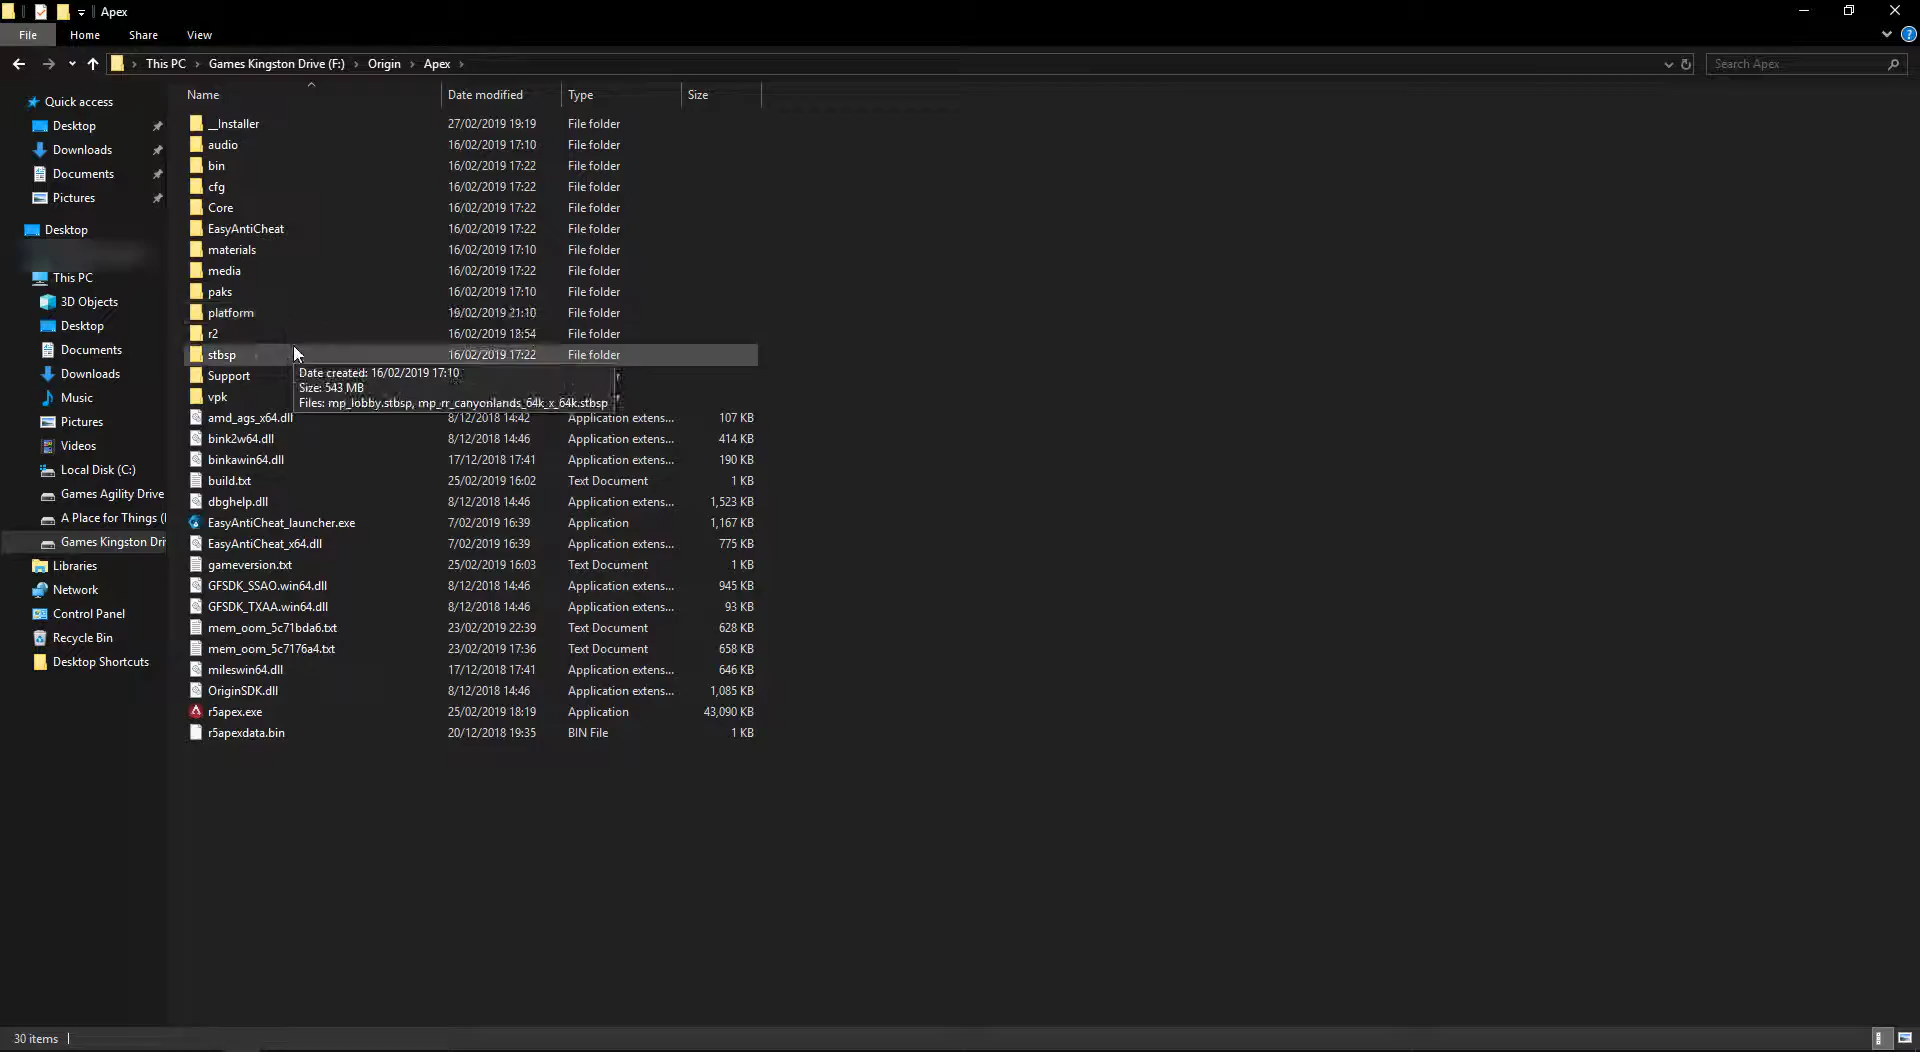 Apex
File Home Share View
This PC Games Kingston Drive (F:) Origin Apex
Search Apex
Name Date modified Type Size
Quick access
Desktop
Downloads
Documents
Pictures
Desktop
This PC
3D Objects
Desktop
Documents
Downloads
Music
Pictures
Videos
Local Disk (C:)
Games Agility Drive
A Place for Things (
Games Kingston Dri
Libraries
Network
Control Panel
Recycle Bin
Desktop Shortcuts
__Installer 27/02/2019 19:19 File folder
audio 16/02/2019 17:10 File folder
bin 16/02/2019 17:22 File folder
cfg 16/02/2019 17:22 File folder
Core 16/02/2019 17:22 File folder
EasyAntiCheat 16/02/2019 17:22 File folder
materials 16/02/2019 17:10 File folder
media 16/02/2019 17:22 File folder
paks 16/02/2019 17:10 File folder
platform 19/02/2019 21:10 File folder
r2 16/02/2019 18:54 File folder
stbsp 16/02/2019 17:22 File folder
Date created: 16/02/2019 17:10
Size: 543 MB
Files: mp_lobby.stbsp, mp_rr_canyonlands_64k_x_64k.stbsp
Support
vpk
amd_ags_x64.dll 8/12/2018 14:42 Application extens... 107 KB
bink2w64.dll 8/12/2018 14:46 Application extens... 414 KB
binkawin64.dll 17/12/2018 17:41 Application extens... 190 KB
build.txt 25/02/2019 16:02 Text Document 1 KB
dbghelp.dll 8/12/2018 14:46 Application extens... 1,523 KB
EasyAntiCheat_launcher.exe 7/02/2019 16:39 Application 1,167 KB
EasyAntiCheat_x64.dll 7/02/2019 16:39 Application extens... 775 KB
gameversion.txt 25/02/2019 16:03 Text Document 1 KB
GFSDK_SSAO.win64.dll 8/12/2018 14:46 Application extens... 945 KB
GFSDK_TXAA.win64.dll 8/12/2018 14:46 Application extens... 93 KB
mem_oom_5c71bda6.txt 23/02/2019 22:39 Text Document 628 KB
mem_oom_5c7176a4.txt 23/02/2019 17:36 Text Document 658 KB
mileswin64.dll 17/12/2018 17:41 Application extens... 646 KB
OriginSDK.dll 8/12/2018 14:46 Application extens... 1,085 KB
r5apex.exe 25/02/2019 18:19 Application 43,090 KB
r5apexdata.bin 20/12/2018 19:35 BIN File 1 KB
30 items